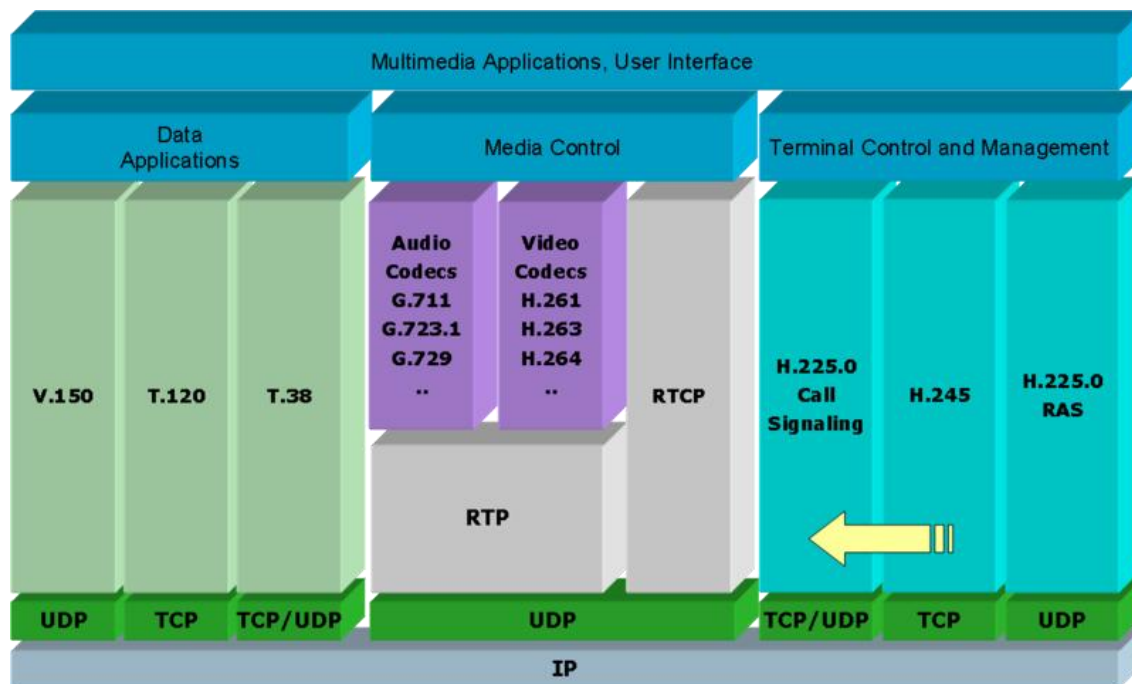 Multimedia Applications, User Interface
Data
Applications
Media Control
Terminal Control and Management
V.150
T.120
T.38
Audio
Codecs
G.711
G.723.1
G.729
..
Video
Codecs
H.261
H.263
H.264
..
RTP
RTCP
H.225.0
Call
Signaling
H.245
H.225.0
RAS
UDP
TCP
TCP/UDP
UDP
TCP/UDP
TCP
UDP
IP